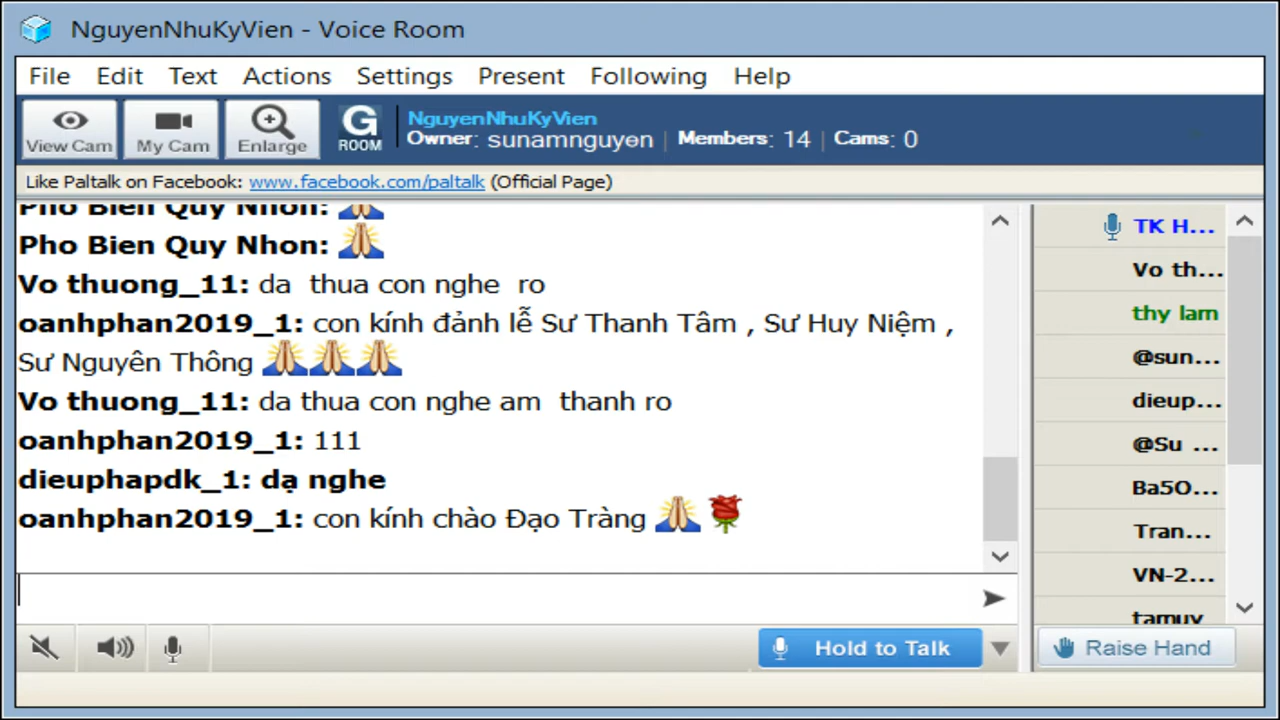 NguyenNhuKyVien - Voice Room
File Edit Text Actions Settings Present Following Help
View Cam My Cam Enlarge G ROOM
NguyenNhuKyVien
Owner: sunamnguyen | Members: 14 | Cams: 0
Like Paltalk on Facebook: www.facebook.com/paltalk (Official Page)
Pho Bien Quy Nhon: 🙏
Pho Bien Quy Nhon: 🙏
Vo thuong_11: da thua con nghe ro
oanhphan2019_1: con kính đảnh lễ Sư Thanh Tâm , Sư Huy Niệm ,
Sư Nguyên Thông 🙏🙏🙏
Vo thuong_11: da thua con nghe am thanh ro
oanhphan2019_1: 111
dieuphapdk_1: dạ nghe
oanhphan2019_1: con kính chào Đạo Tràng 🙏🌹
TK H...
Vo th...
thy lam
@sun...
dieup...
@Su ...
Ba5O...
Tran...
VN-2...
tamuy
Hold to Talk
Raise Hand